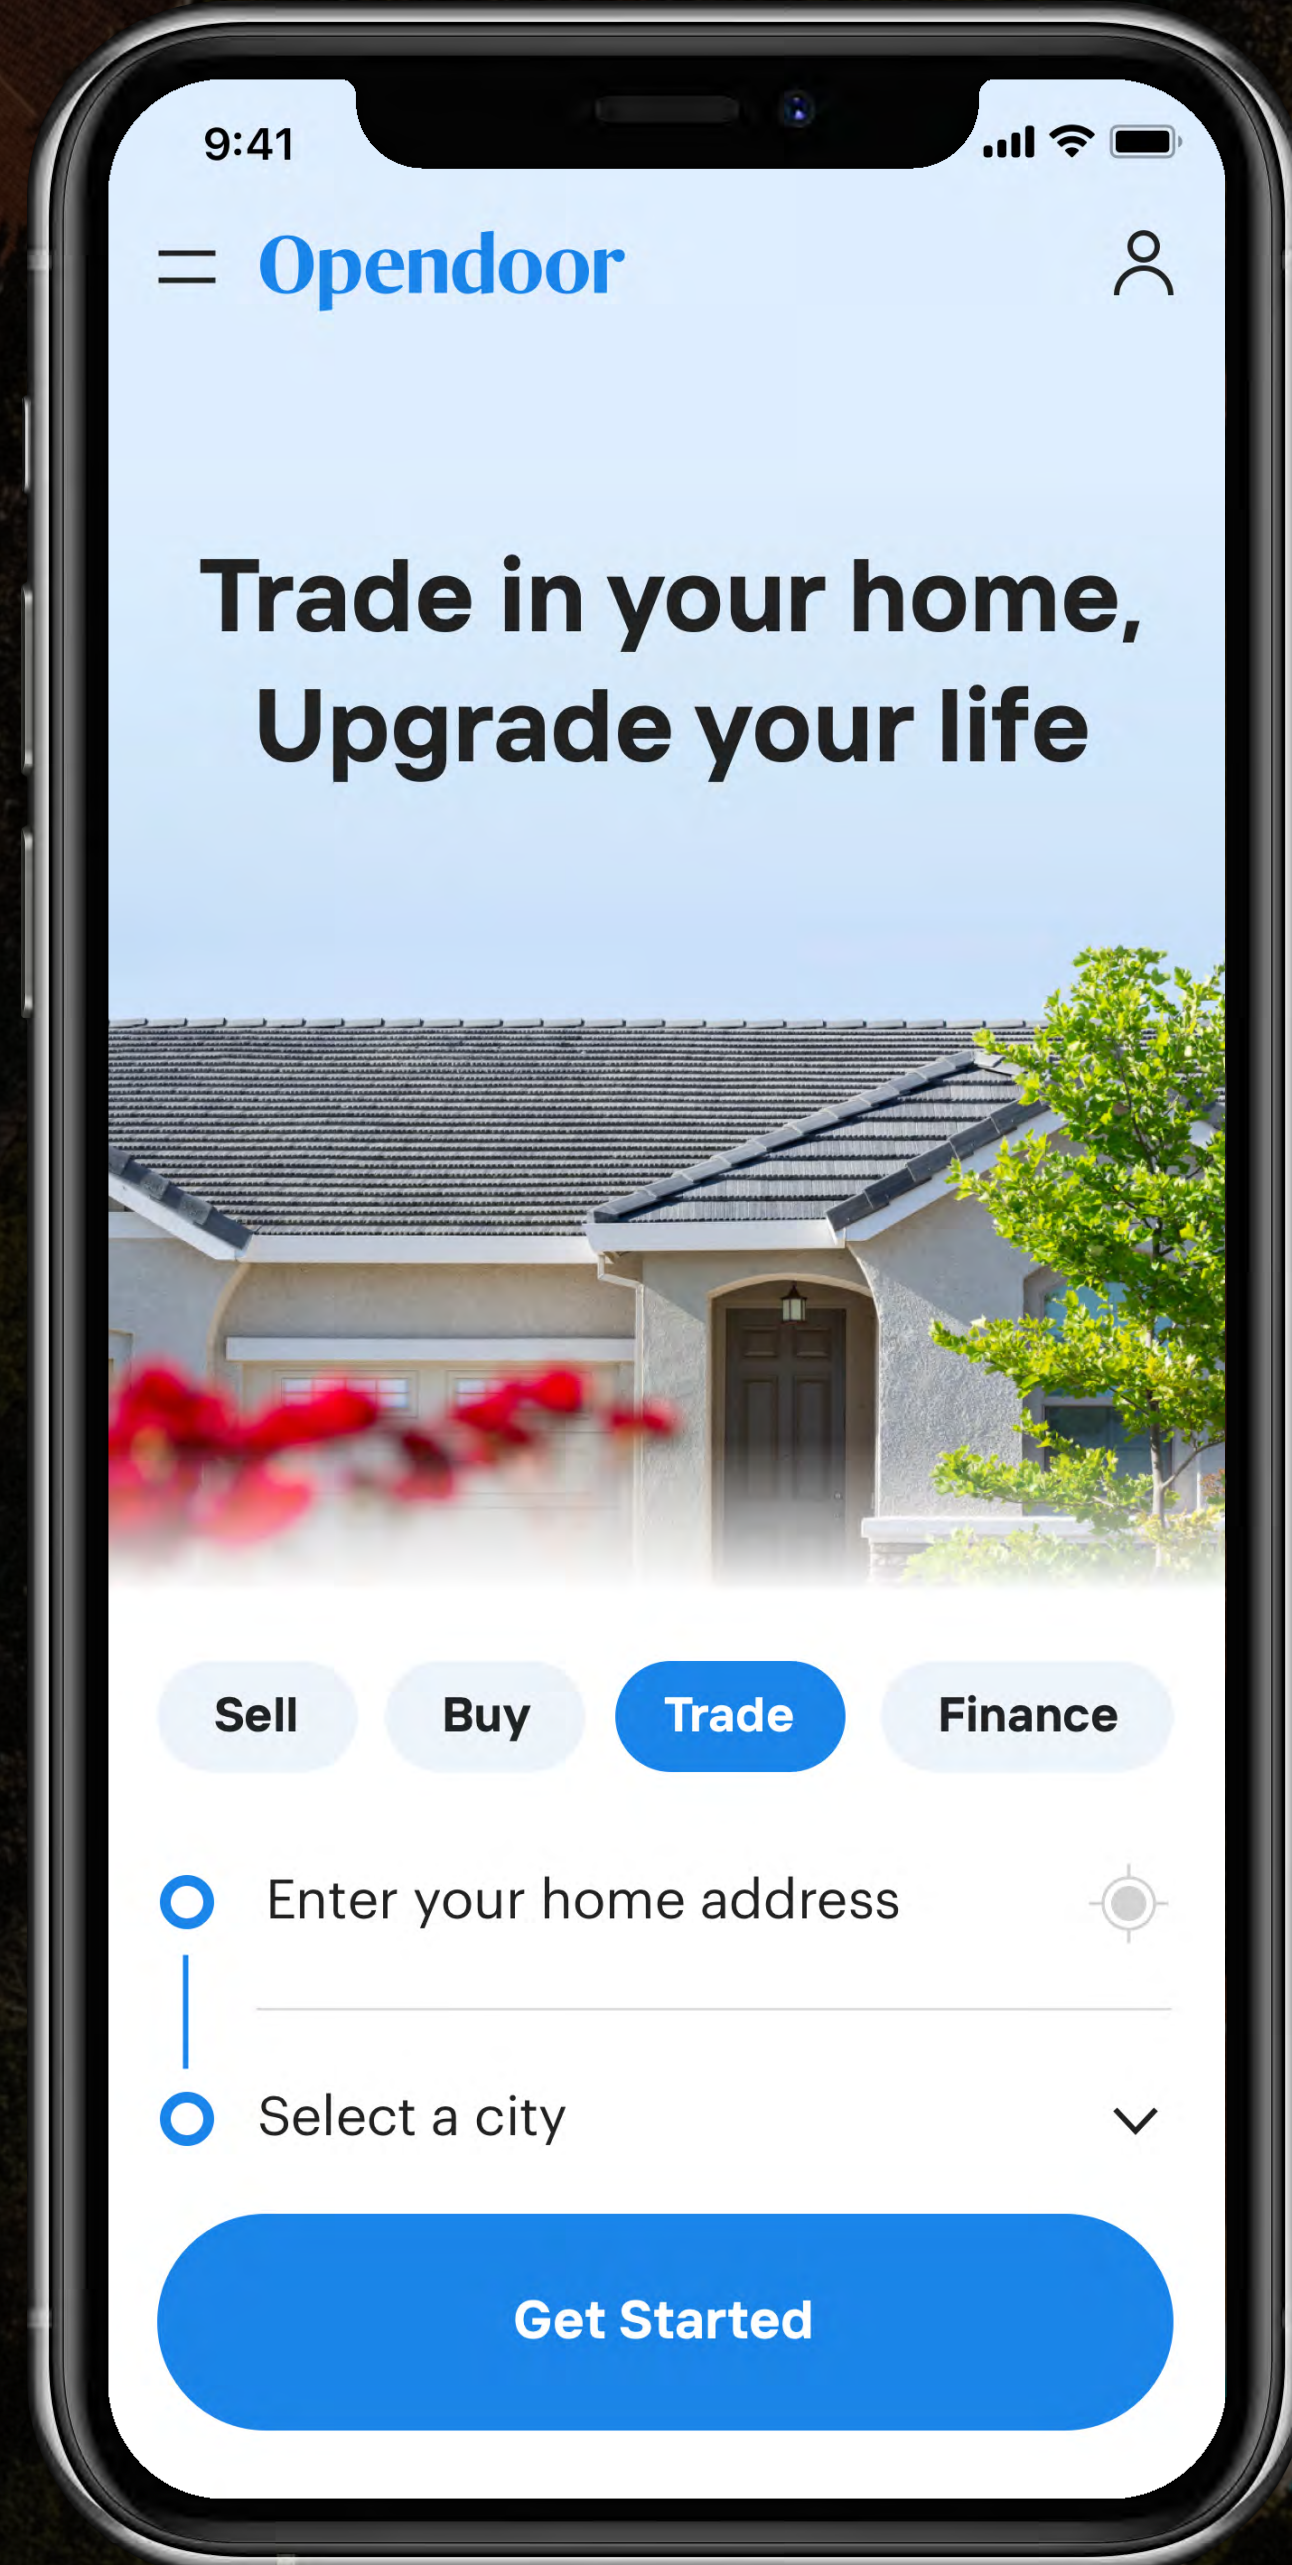 9:41
Opendoor
Trade in your home,
Upgrade your life
Sell Buy Trade Finance
Enter your home address
Select a city
Get Started